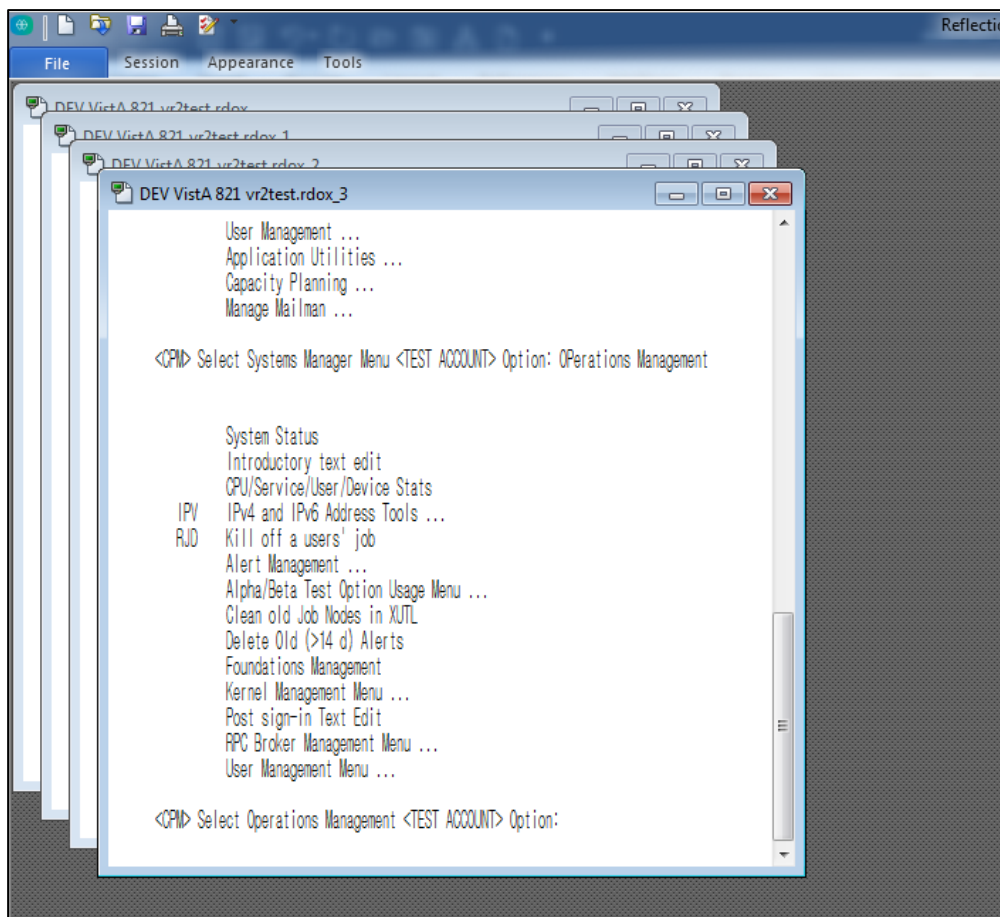 Reflectio
File Session Appearance Tools
DEV VistA 821 vr2test.rdox
DEV VistA 821 vr2test.rdox_1
DEV VistA 821 vr2test.rdox_2
DEV VistA 821 vr2test.rdox_3
User Management ...
Application Utilities ...
Capacity Planning ...
Manage Mailman ...
<CPM> Select Systems Manager Menu <TEST ACCOUNT> Option: OPerations Management
System Status
Introductory text edit
CPU/Service/User/Device Stats
IPV IPv4 and IPv6 Address Tools ...
RJD Kill off a users' job
Alert Management ...
Alpha/Beta Test Option Usage Menu ...
Clean old Job Nodes in XUTL
Delete Old (>14 d) Alerts
Foundations Management
Kernel Management Menu ...
Post sign-in Text Edit
RPC Broker Management Menu ...
User Management Menu ...
<CPM> Select Operations Management <TEST ACCOUNT> Option: